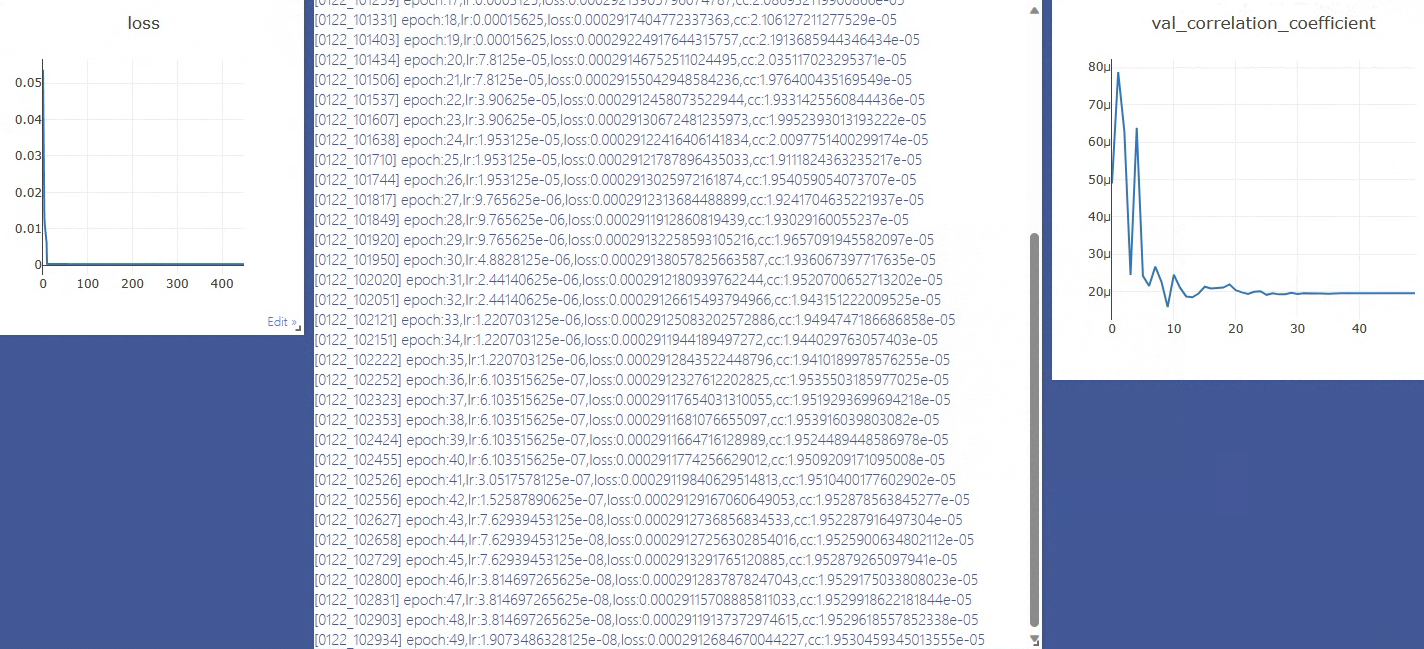 loss
0.05
0.04
0.03
0.02
0.01
0
0
100
200
300
400
Edit »
[0122_101331] epoch:18,lr:0.00015625,loss:0.00029174047723​37363,cc:2.106127211277529e-05
[0122_101403] epoch:19,lr:0.00015625,loss:0.00029224917644315757,cc:2.1913685944346434e-05
[0122_101434] epoch:20,lr:7.8125e-05,loss:0.00029146752511024495,cc:2.035117023295371e-05
[0122_101506] epoch:21,lr:7.8125e-05,loss:0.00029155042948584236,cc:1.976400435169549e-05
[0122_101537] epoch:22,lr:3.90625e-05,loss:0.0002912458073522944,cc:1.9331425560844436e-05
[0122_101607] epoch:23,lr:3.90625e-05,loss:0.00029130672481235973,cc:1.9952393013193222e-05
[0122_101638] epoch:24,lr:1.953125e-05,loss:0.00029122416406141834,cc:2.0097751400299174e-05
[0122_101710] epoch:25,lr:1.953125e-05,loss:0.00029121787896435033,cc:1.9111824363235217e-05
[0122_101744] epoch:26,lr:1.953125e-05,loss:0.0002913025972161874,cc:1.954059054073707e-05
[0122_101817] epoch:27,lr:9.765625e-06,loss:0.0002912313684488899,cc:1.9241704635221937e-05
[0122_101849] epoch:28,lr:9.765625e-06,loss:0.0002911912860819439,cc:1.93029160055237e-05
[0122_101920] epoch:29,lr:9.765625e-06,loss:0.00029132258593105216,cc:1.9657091945582097e-05
[0122_101950] epoch:30,lr:4.8828125e-06,loss:0.00029138057825663587,cc:1.936067397717635e-05
[0122_102020] epoch:31,lr:2.44140625e-06,loss:0.0002912180939762244,cc:1.9520700652713202e-05
[0122_102051] epoch:32,lr:2.44140625e-06,loss:0.00029126615493794966,cc:1.943151222009525e-05
[0122_102121] epoch:33,lr:1.220703125e-06,loss:0.00029125083202572886,cc:1.9494747186686858e-05
[0122_102151] epoch:34,lr:1.220703125e-06,loss:0.0002911944189497272,cc:1.944029763057403e-05
[0122_102222] epoch:35,lr:1.220703125e-06,loss:0.0002912843522448796,cc:1.9410189978576255e-05
[0122_102252] epoch:36,lr:6.103515625e-07,loss:0.0002912327612202825,cc:1.9535503185977025e-05
[0122_102323] epoch:37,lr:6.103515625e-07,loss:0.00029117654031310055,cc:1.9519293699694218e-05
[0122_102353] epoch:38,lr:6.103515625e-07,loss:0.0002911681076655097,cc:1.953916039803082e-05
[0122_102424] epoch:39,lr:6.103515625e-07,loss:0.0002911664716128989,cc:1.9524489448586978e-05
[0122_102455] epoch:40,lr:6.103515625e-07,loss:0.0002911774256629012,cc:1.9509209171095008e-05
[0122_102526] epoch:41,lr:3.0517578125e-07,loss:0.00029119840629514813,cc:1.9510400177602902e-05
[0122_102556] epoch:42,lr:1.52587890625e-07,loss:0.00029129167060649053,cc:1.952878563845277e-05
[0122_102627] epoch:43,lr:7.62939453125e-08,loss:0.0002912736856834533,cc:1.952287916497304e-05
[0122_102658] epoch:44,lr:7.62939453125e-08,loss:0.00029127256302854016,cc:1.9525900634802112e-05
[0122_102729] epoch:45,lr:7.62939453125e-08,loss:0.0002913291765120885,cc:1.952879265097941e-05
[0122_102800] epoch:46,lr:3.814697265625e-08,loss:0.0002912837878247043,cc:1.9529175033808023e-05
[0122_102831] epoch:47,lr:3.814697265625e-08,loss:0.00029115708885811033,cc:1.9529918622181844e-05
[0122_102903] epoch:48,lr:3.814697265625e-08,loss:0.00029119137372974615,cc:1.9529618557852338e-05
[0122_102934] epoch:49,lr:1.9073486328125e-08,loss:0.0002912684670044227,cc:1.9530459345013555e-05
val_correlation_coefficient
80μ
70μ
60μ
50μ
40μ
30μ
20μ
0
10
20
30
40